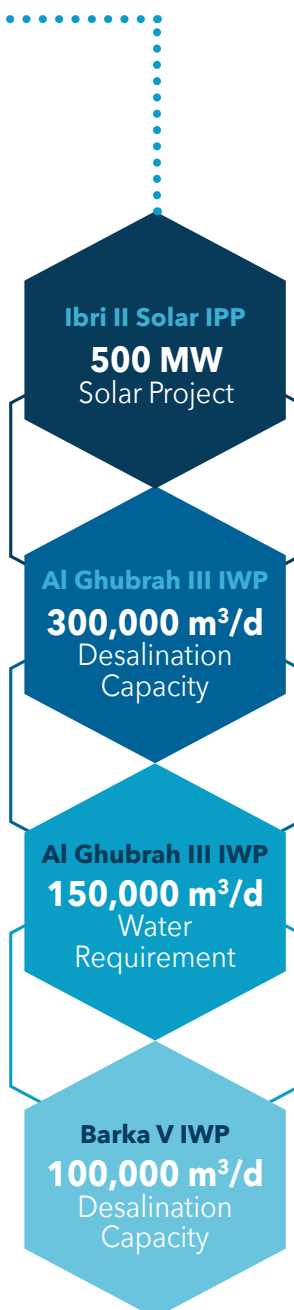 Ibri II Solar IPP
500 MW
Solar Project
Al Ghubrah III IWP
300,000 m³/d
Desalination
Capacity
Al Ghubrah III IWP
150,000 m³/d
Water
Requirement
Barka V IWP
100,000 m³/d
Desalination
Capacity